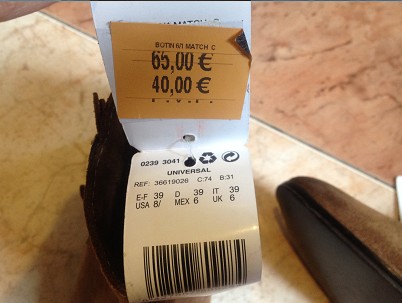 BOTIN 6/1 MATCH C
65,00 €
40,00 €
0239 3041
UNIVERSAL
REF: 36619026 C:74 B:31
E-F 39 D 39 IT 39
USA 8/ MEX 6 UK 6